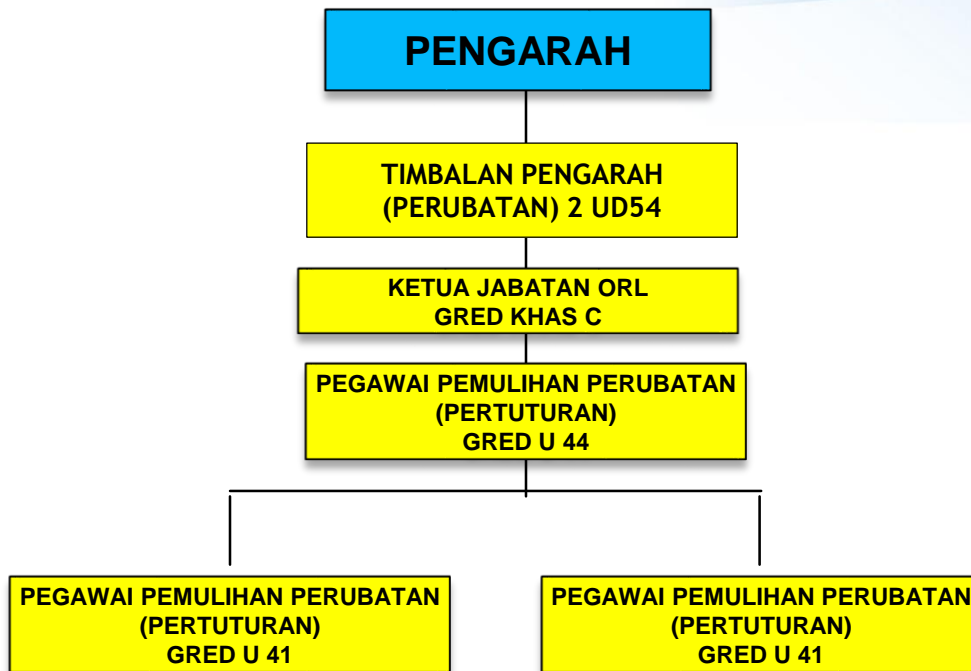 PENGARAH
TIMBALAN PENGARAH
(PERUBATAN) 2 UD54
KETUA JABATAN ORL
GRED KHAS C
PEGAWAI PEMULIHAN PERUBATAN
(PERTUTURAN)
GRED U 44
PEGAWAI PEMULIHAN PERUBATAN
(PERTUTURAN)
GRED U 41
PEGAWAI PEMULIHAN PERUBATAN
(PERTUTURAN)
GRED U 41